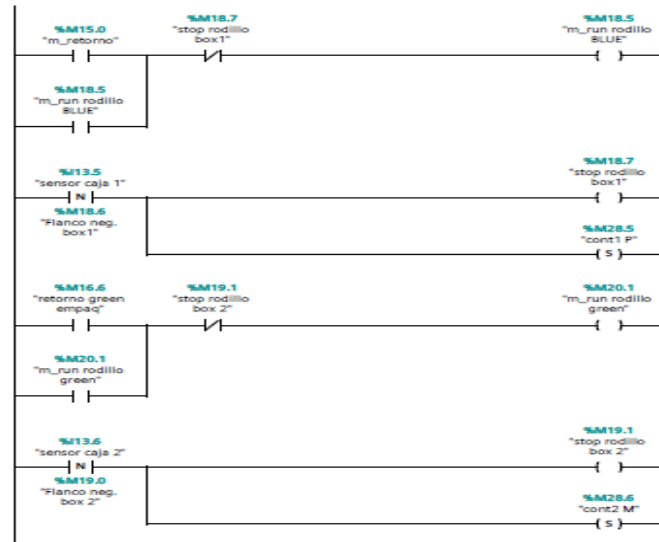 %M15.0
"m_retorno"
%M18.7
"stop rodillo
box1"
%M18.5
"m_run rodillo
BLUE"
%M18.5
"m_run rodillo
BLUE"
%I13.5
"sensor caja 1"
N
%M18.6
"Flanco neg.
box1"
%M18.7
"stop rodillo
box1"
%M28.5
"cont1 P"
S
%M16.6
"retorno green
empaq"
%M19.1
"stop rodillo
box 2"
%M20.1
"m_run rodillo
green"
%M20.1
"m_run rodillo
green"
%I13.6
"sensor caja 2"
N
%M19.0
"Flanco neg.
box 2"
%M19.1
"stop rodillo
box 2"
%M28.6
"cont2 M"
S